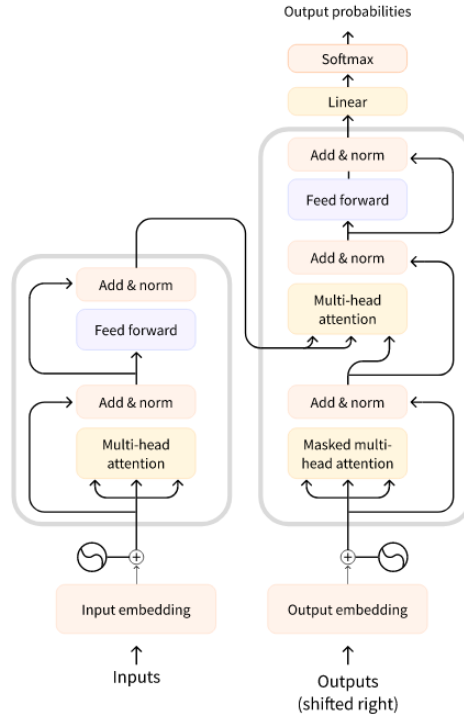 Output probabilities
Softmax
Linear
Add & norm
Feed forward
Add & norm
Multi-head
attention
Add & norm
Masked multi-
head attention
Output embedding
Outputs
(shifted right)
Add & norm
Feed forward
Add & norm
Multi-head
attention
Input embedding
Inputs